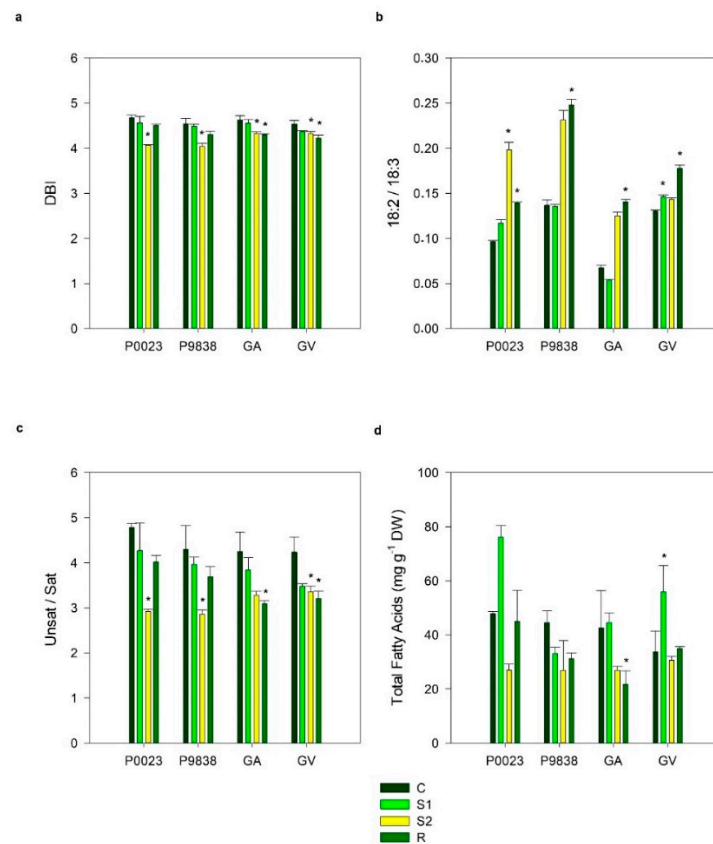 a
b
6
5
4
3
2
1
0
DBI
P0023 P9838 GA GV
* * * * * *
0.30
0.25
0.20
0.15
0.10
0.05
0.00
18:2 / 18:3
P0023 P9838 GA GV
* * * * * *
c
d
6
5
4
3
2
1
0
Unsat / Sat
P0023 P9838 GA GV
* * * * *
100
80
60
40
20
0
Total Fatty Acids (mg g-1 DW)
P0023 P9838 GA GV
* *
C
S1
S2
R